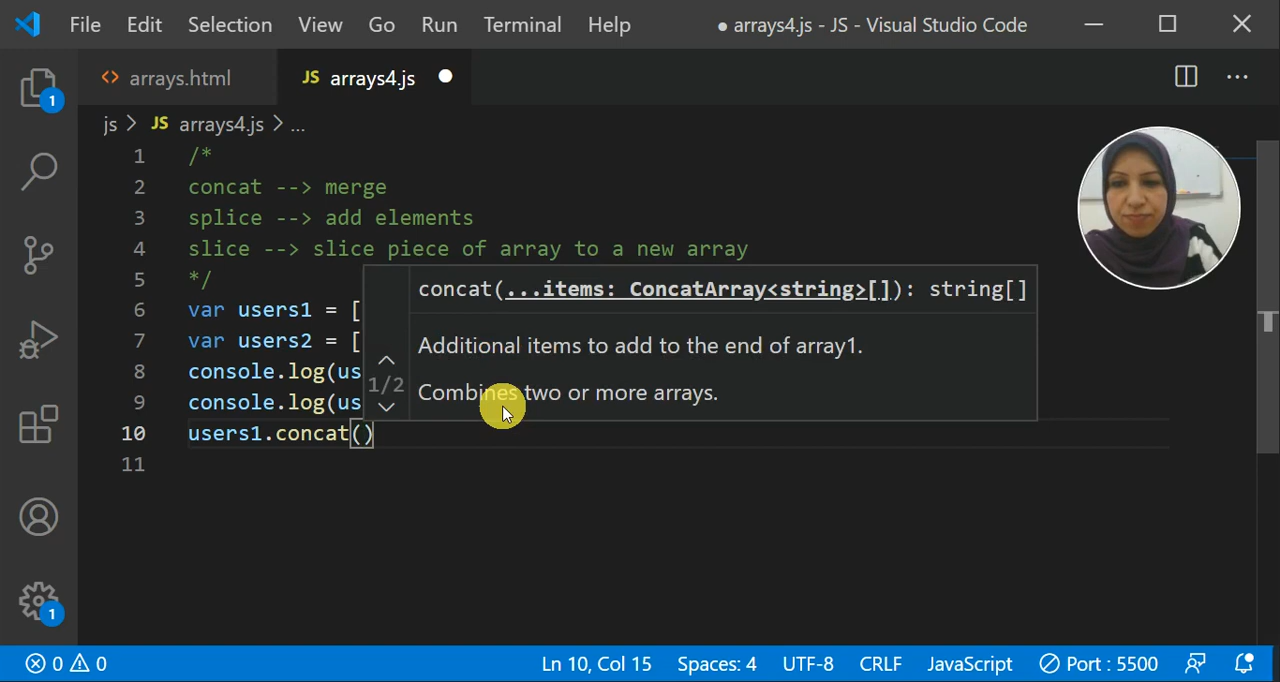 File Edit Selection View Go Run Terminal Help ● arrays4.js - JS - Visual Studio Code
<> arrays.html JS arrays4.js ●
1
js > JS arrays4.js > ...
1 /*
2 concat --> merge
3 splice --> add elements
4 slice --> slice piece of array to a new array
5 */
6 var users1 = [
7 var users2 = [
8 console.log(us
9 console.log(us
10 users1.concat()
11
concat(...items: ConcatArray<string>[]): string[]
Additional items to add to the end of array1.
1/2
Combines two or more arrays.
1
0 0 Ln 10, Col 15 Spaces: 4 UTF-8 CRLF JavaScript Port : 5500